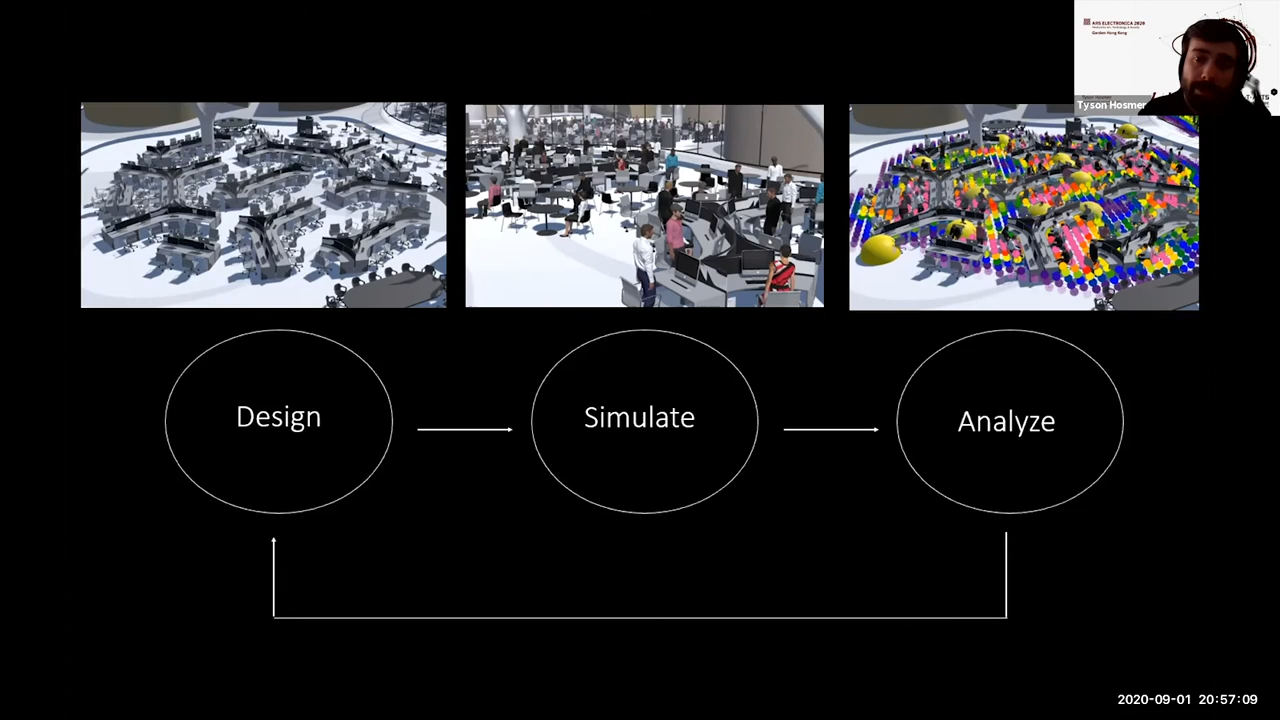 ARS ELECTRONICA 2020
Garden Hong Kong
Tyson Hosmer
Design
Simulate
Analyze
2020-09-01 20:57:09